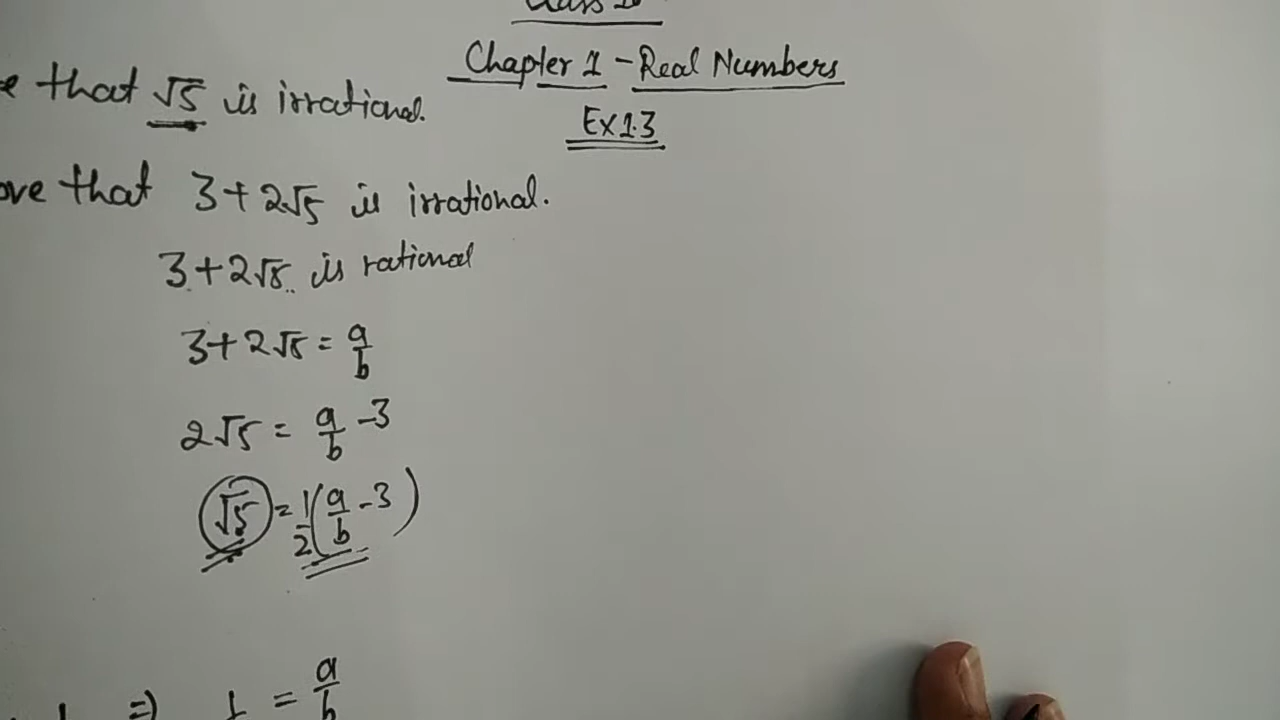 Class
Chapter 1 - Real Numbers
Ex 1.3
e that √5 is irrational.
ove that 3+2√5 is irrational.
3+2√5 is rational
3+2√5 = a/b
2√5 = a/b - 3
√5 = 1/2(a/b - 3)
⇒ = a/b